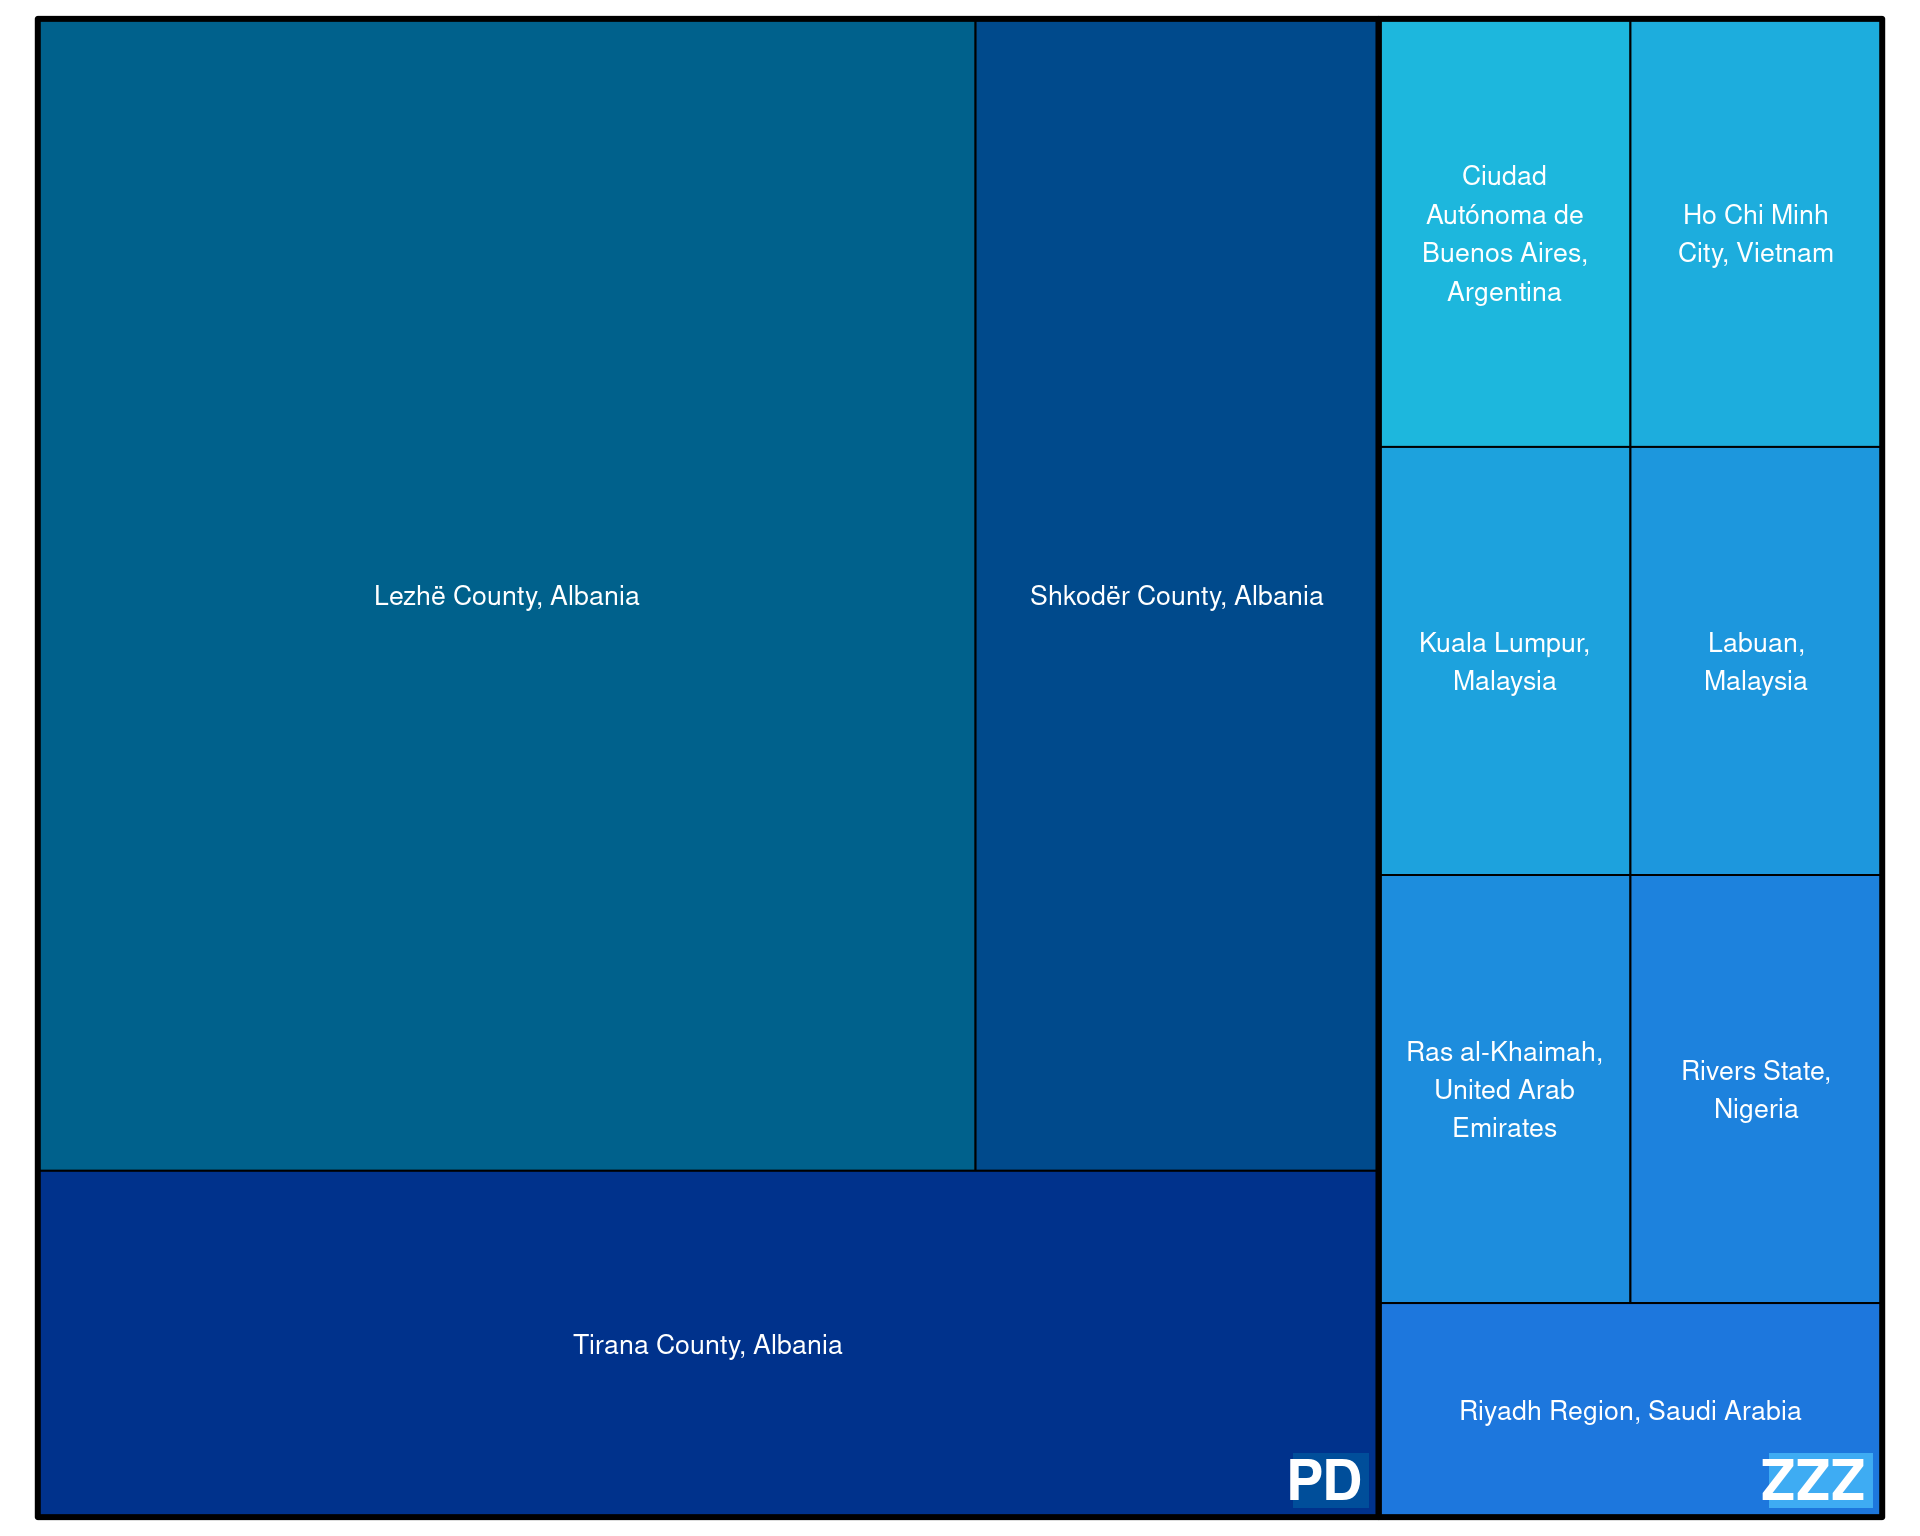 Lezhë County, Albania
Shkodër County, Albania
Tirana County, Albania
PD
Ciudad
Autónoma de
Buenos Aires,
Argentina
Ho Chi Minh
City, Vietnam
Kuala Lumpur,
Malaysia
Labuan,
Malaysia
Ras al-Khaimah,
United Arab
Emirates
Rivers State,
Nigeria
Riyadh Region, Saudi Arabia
ZZZ